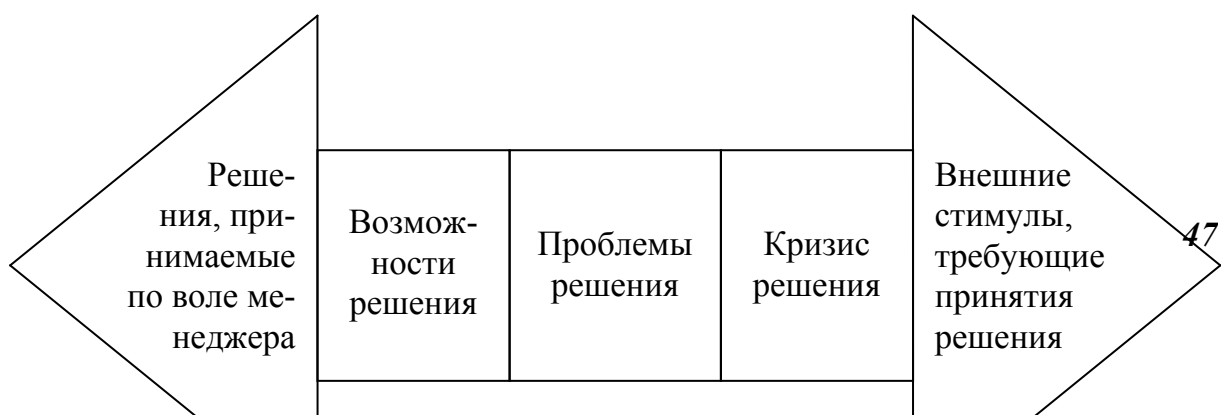 Реше-
ния, при-
нимаемые
по воле ме-
неджера
Возмож-
ности
решения
Проблемы
решения
Кризис
решения
Внешние
стимулы,
требующие
принятия
решения
47